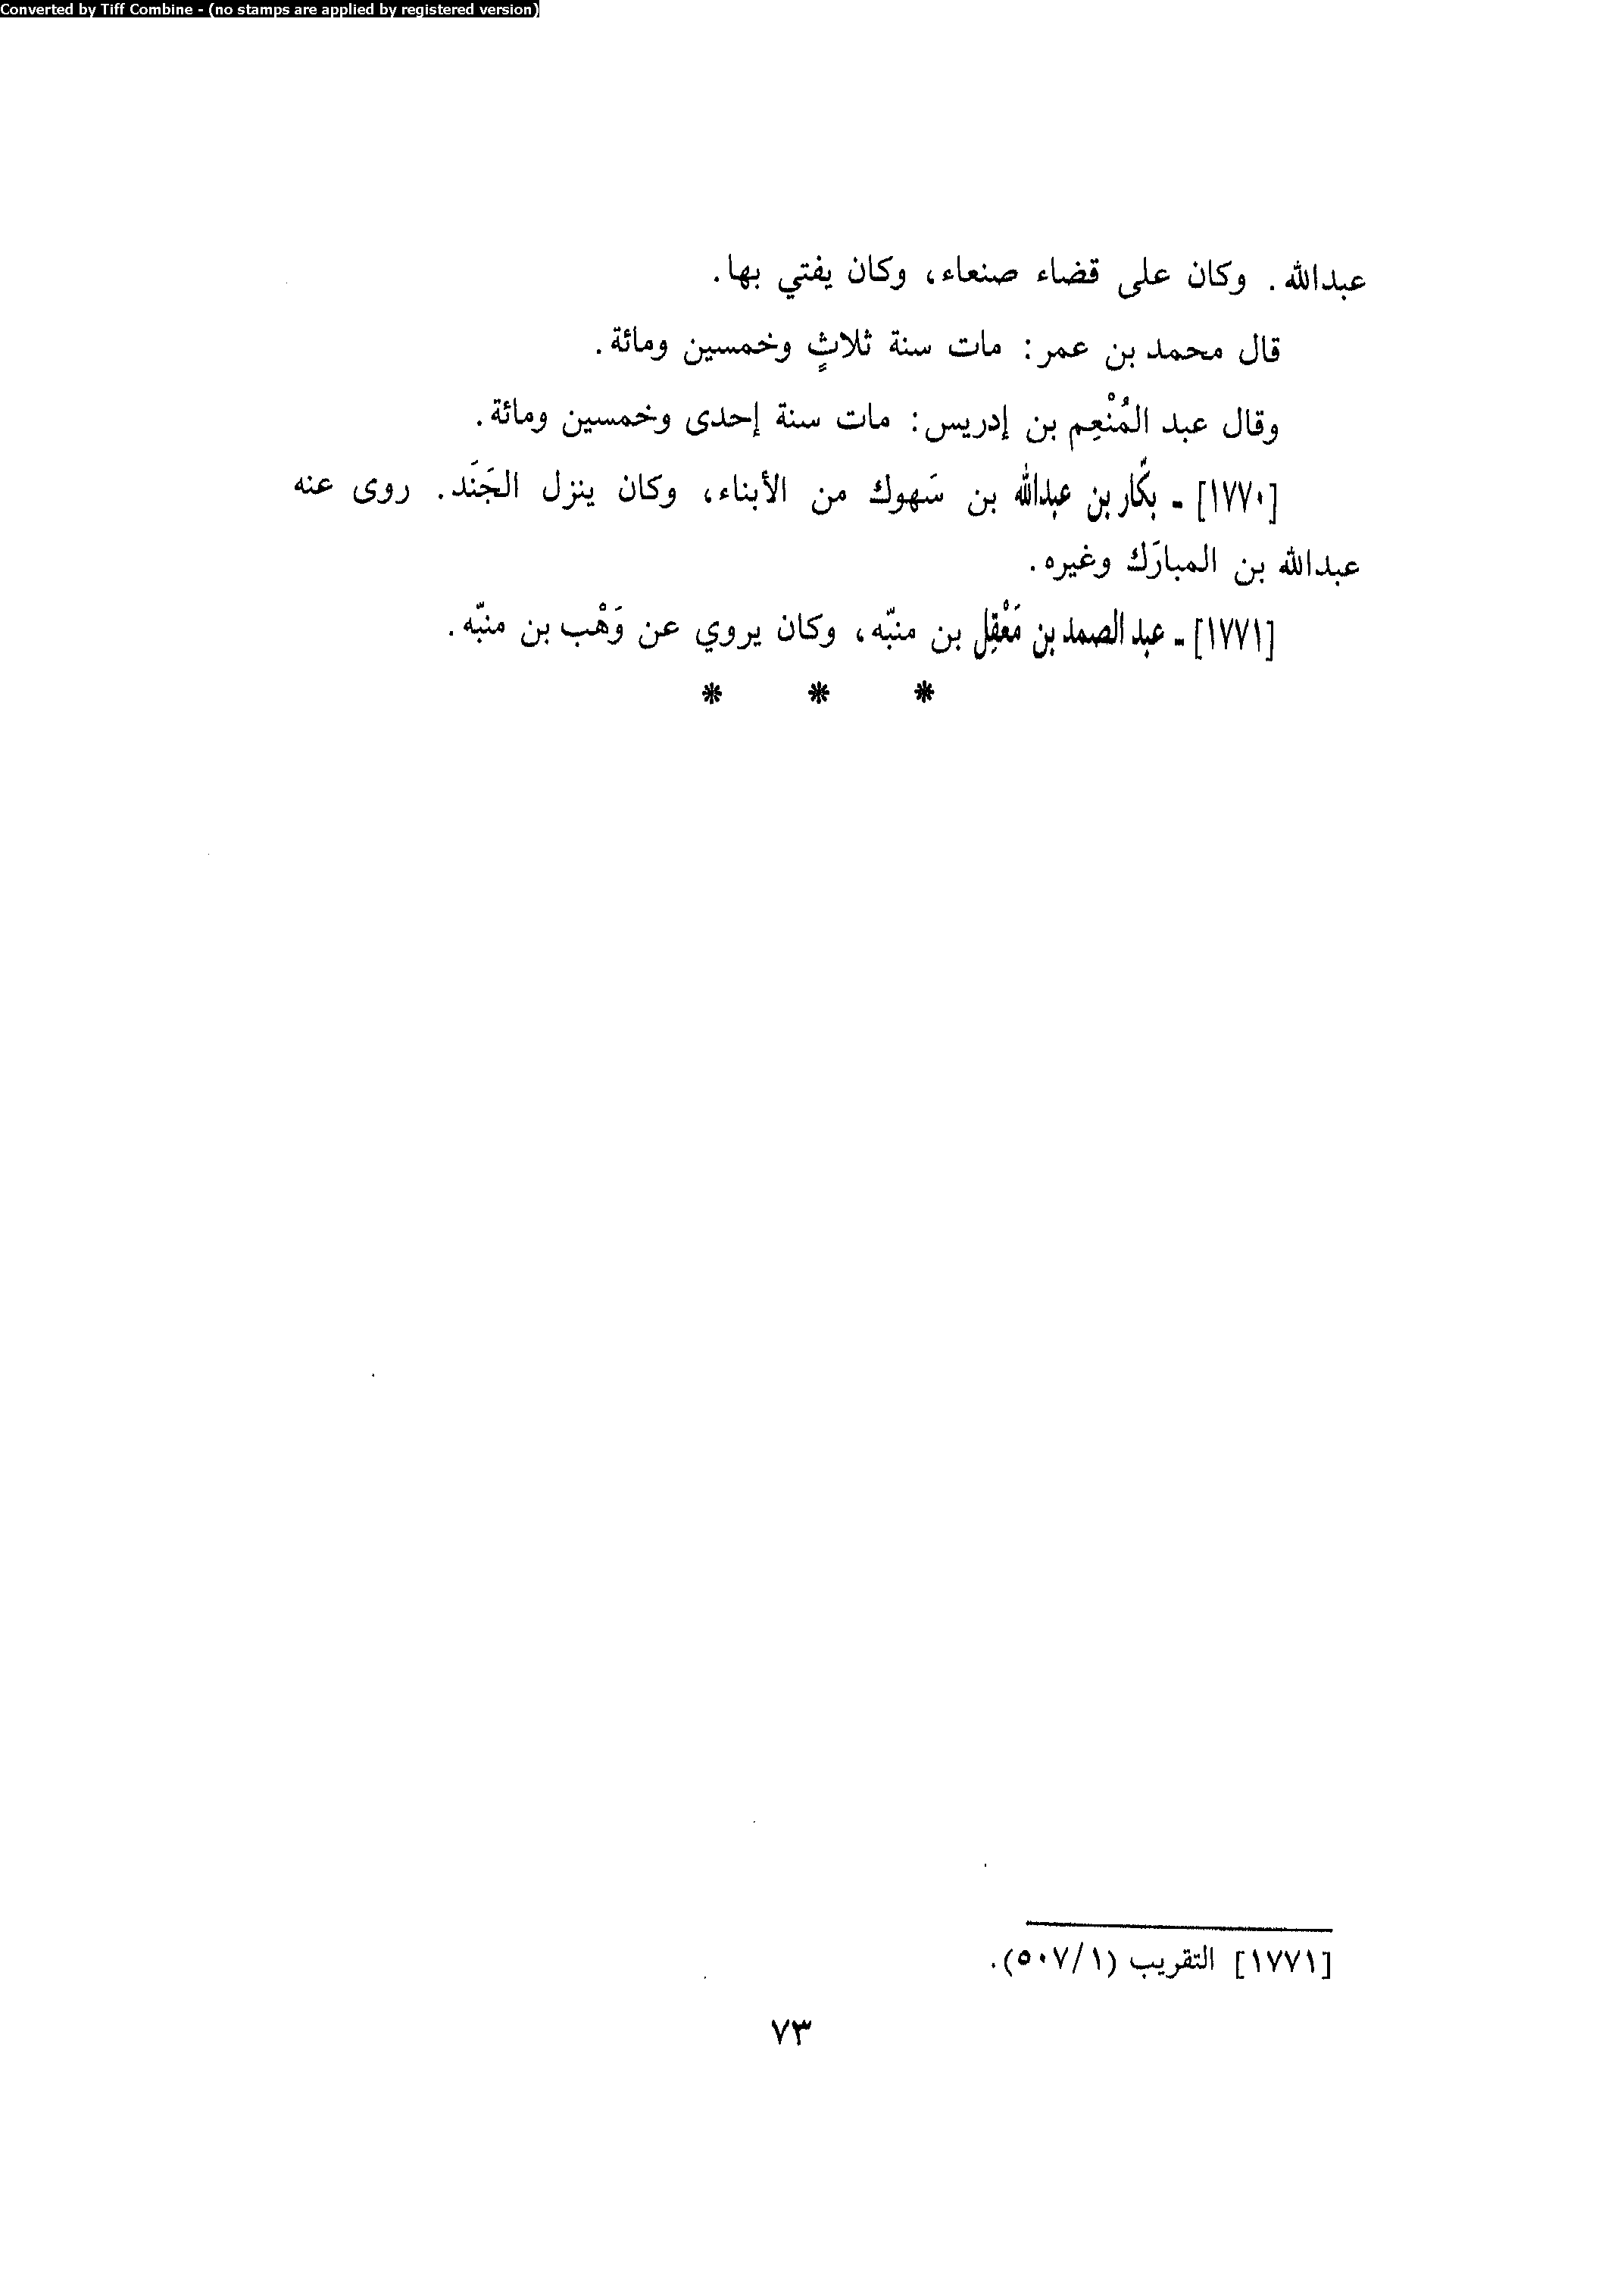 Converted by Tiff Combine - (no stamps are applied by registered version)
عبدالله. وكان على قضاء صنعاء، وكان يفتي بها.
قال محمد بن عمر: مات سنة ثلاثٍ وخمسين ومائة.
وقال عبد المُنْعِم بن إدريس: مات سنة إحدى وخمسين ومائة.
[١٧٧٠] - بكّار بن عبدالله بن سَهوك من الأبناء، وكان ينزل الجَنَد. روى عنه
عبدالله بن المبارَك وغيره.
[١٧٧١] - عبد الصمد بن مَعْقِل بن منبّه، وكان يروي عن وَهْب بن منبّه.
* * *
[١٧٧١] التقريب (٥٠٧/١).
٧٣